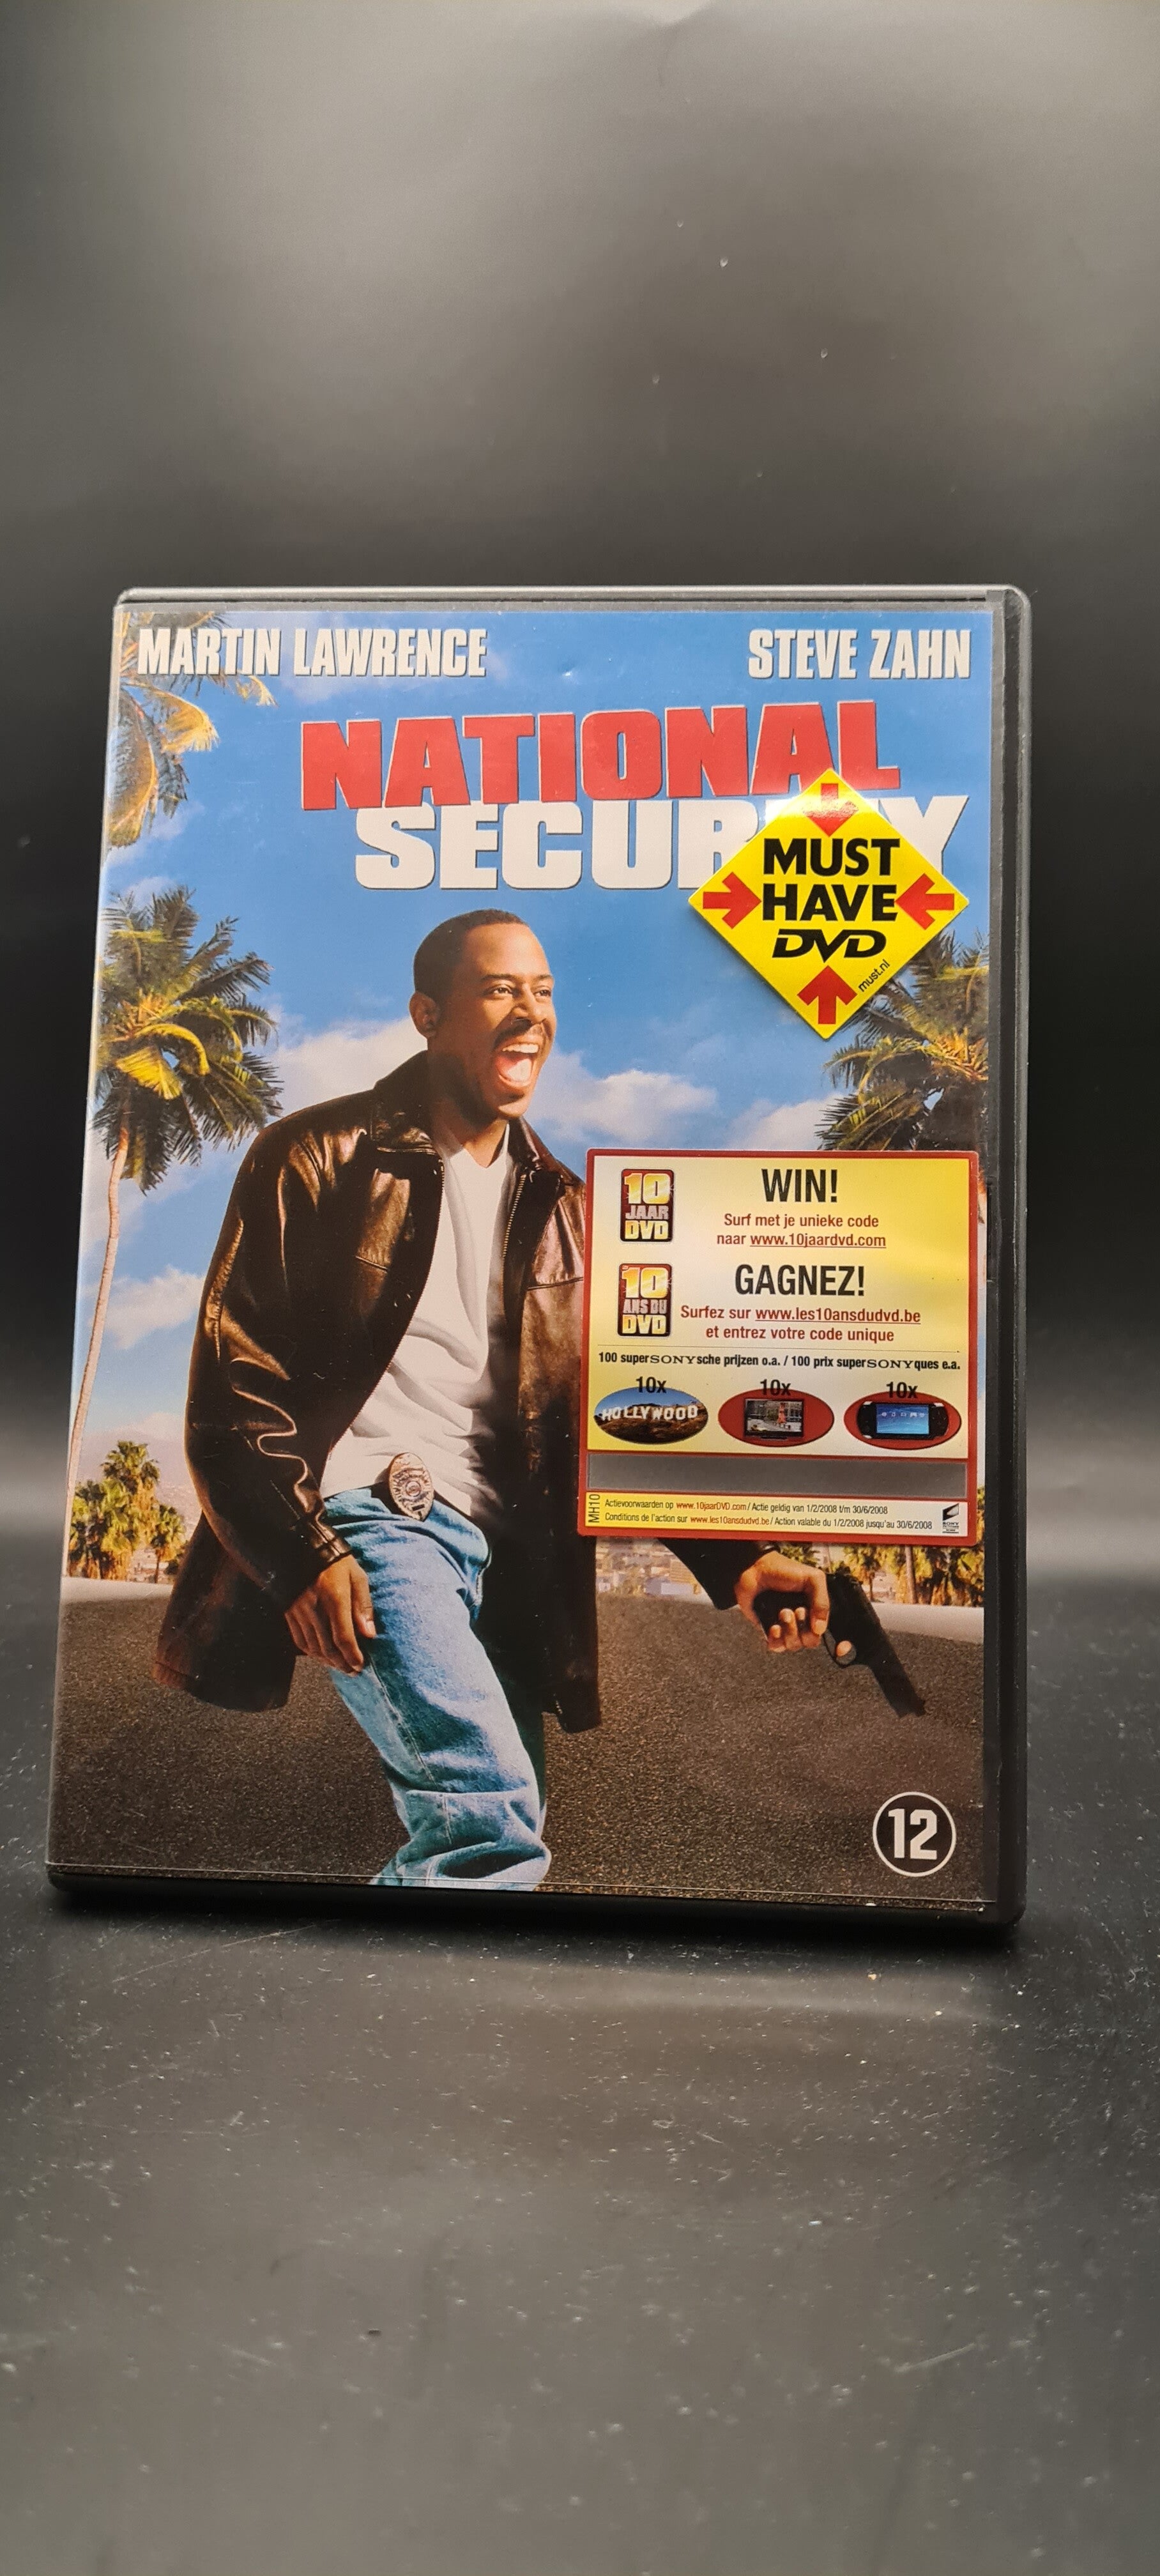 MARTIN LAWRENCE STEVE ZAHN
NATIONAL
SECUR Y
MUST
HAVE
DVD
must.nl
10
JAAR
DVD
WIN!
Surf met je unieke code
naar www.10jaardvd.com
10
ANS DU
DVD
GAGNEZ!
Surfez sur www.les10ansdudvd.be
et entrez votre code unique
100 superSONYsche prijzen o.a. / 100 prix superSONYques e.a.
10x 10x 10x
HOLLYWOOD
MH10
Actievoorwaarden op www.10jaarDVD.com / Actie geldig van 1/2/2008 t/m 30/6/2008
Conditions de l'action sur www.les10ansdudvd.be / Action valable du 1/2/2008 jusqu'au 30/6/2008
12